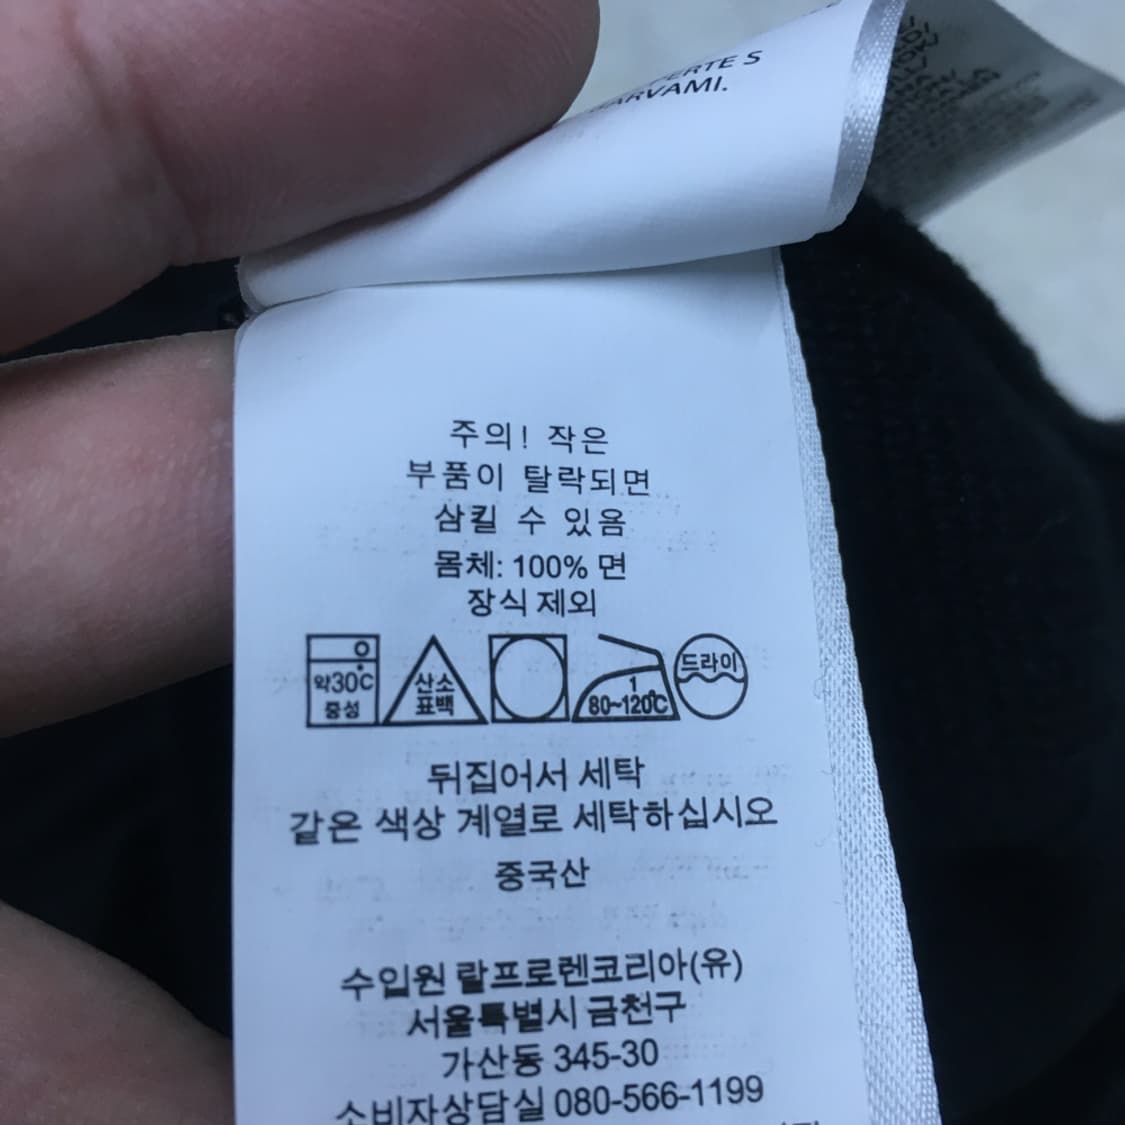 S
주의! 작은
부품이 탈락되면
삼킬 수 있음
몸체: 100% 면
장식 제외
약30℃
중성
산소
표백
1
80~120℃
드라이
뒤집어서 세탁
같은 색상 계열로 세탁하십시오
중국산
수입원 랄프로렌코리아(유)
서울특별시 금천구
가산동 345-30
소비자상담실 080-566-1199